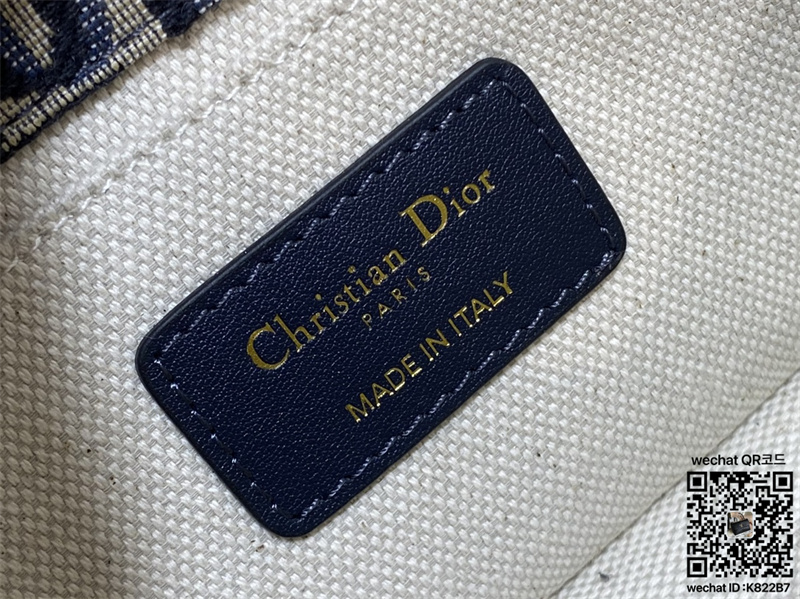 Christian Dior
PARIS
MADE IN ITALY
wechat QR코드
wechat ID :K822B7